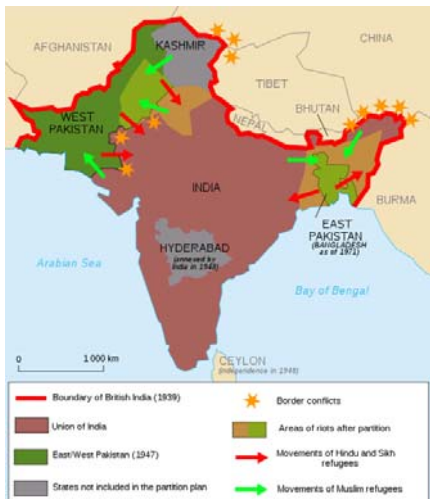 AFGHANISTAN
KASHMIR
CHINA
TIBET
WEST
PAKISTAN
NEPAL
BHUTAN
INDIA
BURMA
EAST
PAKISTAN
(BANGLADESH
as of 1971)
HYDERABAD
(annexed by
India in 1948)
Arabian Sea
Bay of Bengal
0
1 000 km
CEYLON
(independence in 1948)
Boundary of British India (1939)
Union of India
East/West Pakistan (1947)
States not included in the partition plan
Border conflicts
Areas of riots after partition
Movements of Hindu and Sikh
refugees
Movements of Muslim refugees